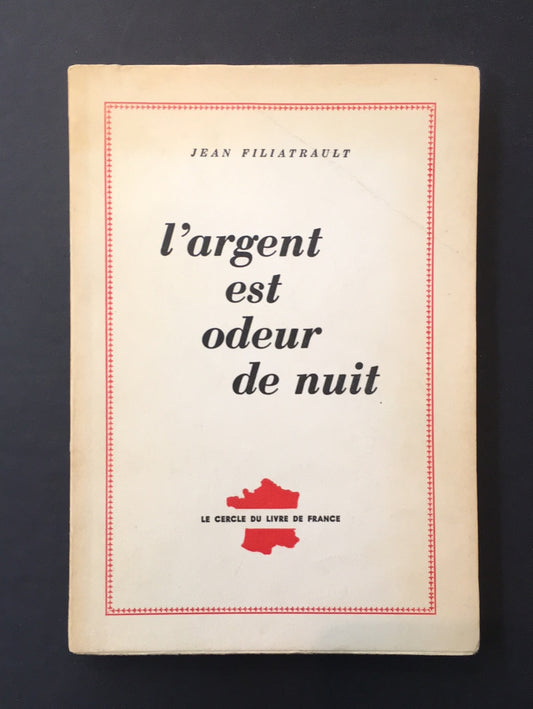 JEAN FILIATRAULT
l'argent
est
odeur
de nuit
LE CERCLE DU LIVRE DE FRANCE